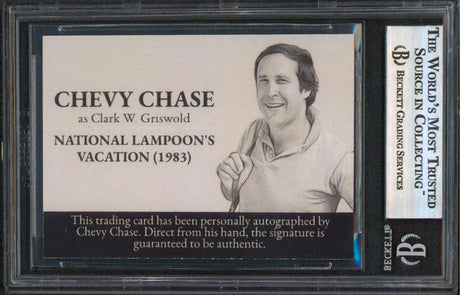 CHEVY CHASE
as Clark W. Griswold
NATIONAL LAMPOON'S
VACATION (1983)
This trading card has been personally autographed by
Chevy Chase. Direct from his hand, the signature is
guaranteed to be authentic.
THE WORLD'S MOST TRUSTED
SOURCE IN COLLECTING™
B BECKETT GRADING SERVICES
BECKETT
B